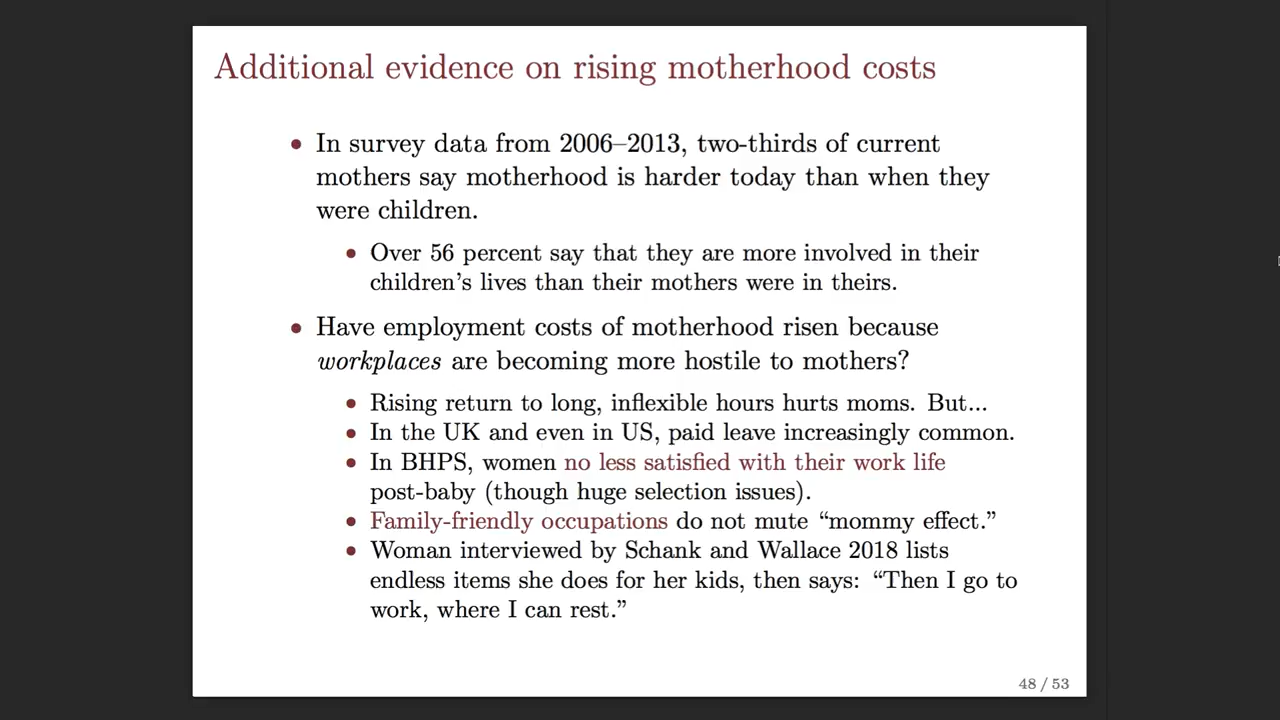 Additional evidence on rising motherhood costs
• In survey data from 2006–2013, two-thirds of current
mothers say motherhood is harder today than when they
were children.
• Over 56 percent say that they are more involved in their
children’s lives than their mothers were in theirs.
• Have employment costs of motherhood risen because
workplaces are becoming more hostile to mothers?
• Rising return to long, inflexible hours hurts moms. But...
• In the UK and even in US, paid leave increasingly common.
• In BHPS, women no less satisfied with their work life
post-baby (though huge selection issues).
• Family-friendly occupations do not mute “mommy effect.”
• Woman interviewed by Schank and Wallace 2018 lists
endless items she does for her kids, then says: “Then I go to
work, where I can rest.”
48 / 53